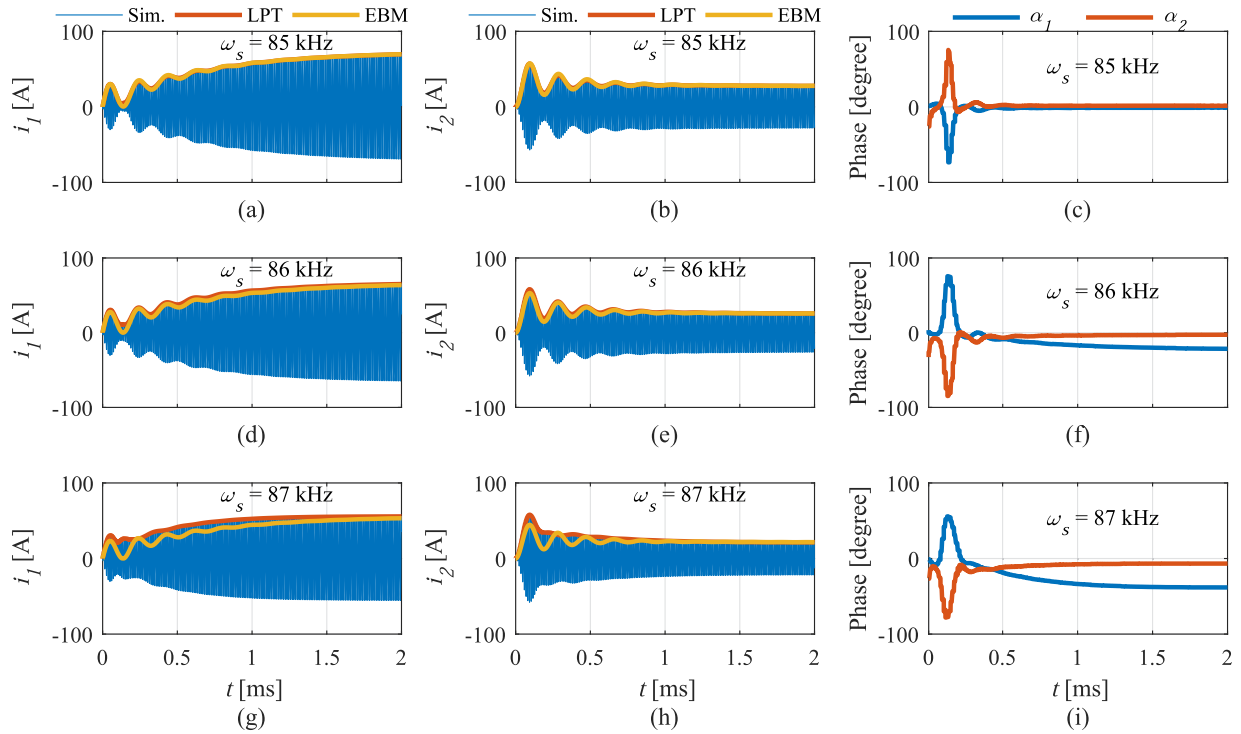 Sim. LPT EBM
Sim. LPT EBM
α1 α2
100
0
-100
i1 [A]
ωs = 85 kHz
(a)
100
0
-100
i2 [A]
ωs = 85 kHz
(b)
100
0
-100
Phase [degree]
ωs = 85 kHz
(c)
100
0
-100
i1 [A]
ωs = 86 kHz
(d)
100
0
-100
i2 [A]
ωs = 86 kHz
(e)
100
0
-100
Phase [degree]
ωs = 86 kHz
(f)
100
0
-100
i1 [A]
ωs = 87 kHz
0 0.5 1 1.5 2
t [ms]
(g)
100
0
-100
i2 [A]
ωs = 87 kHz
0 0.5 1 1.5 2
t [ms]
(h)
100
0
-100
Phase [degree]
ωs = 87 kHz
0 0.5 1 1.5 2
t [ms]
(i)